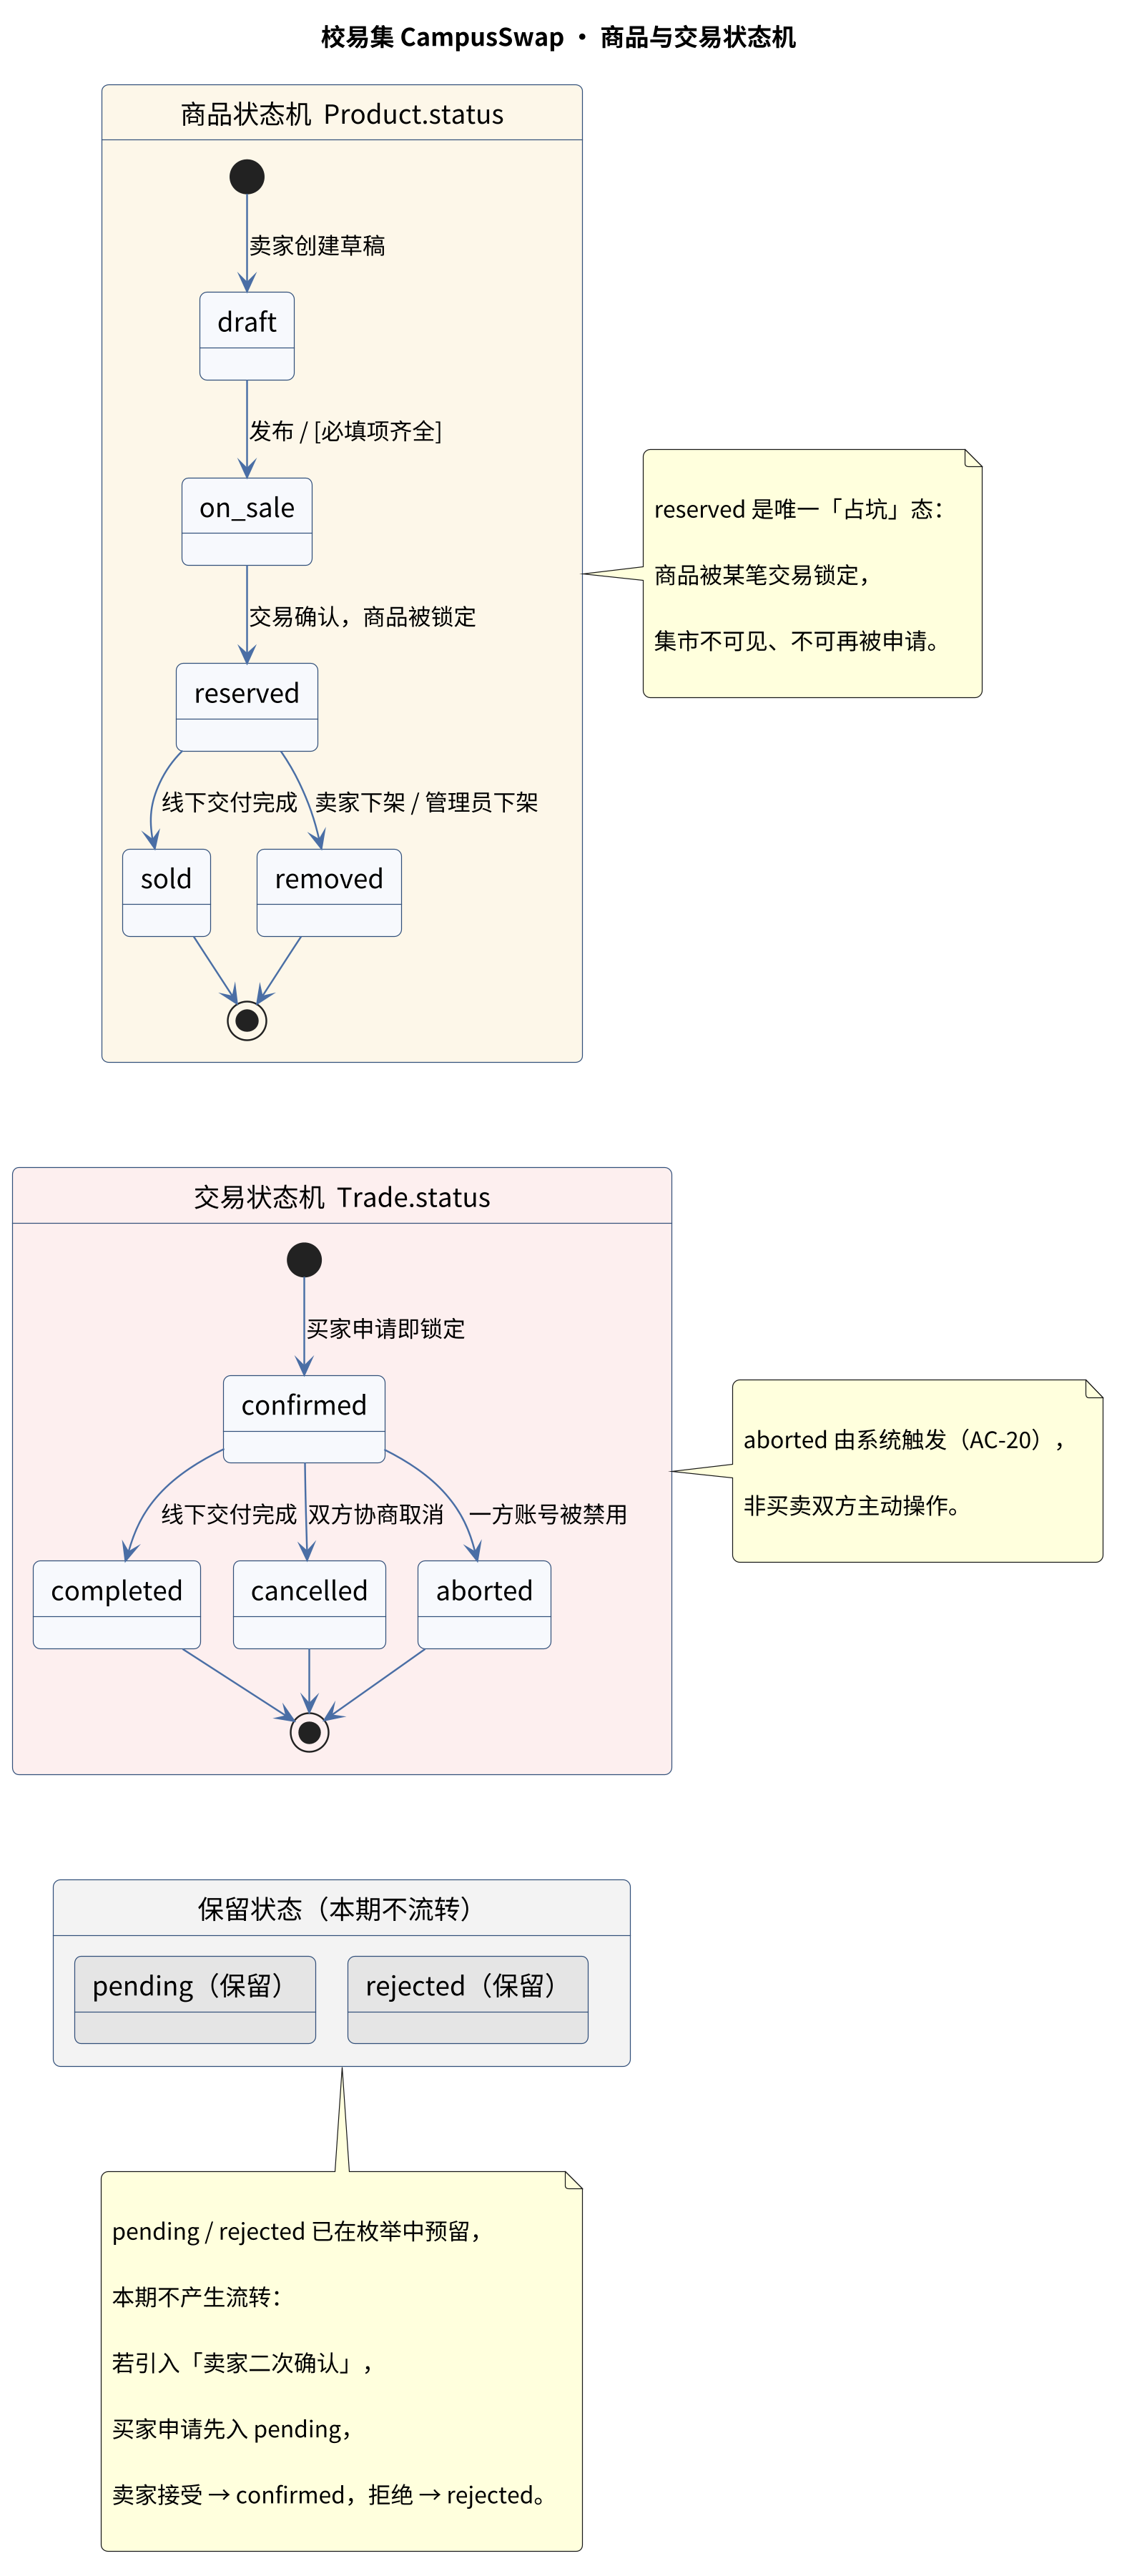 校易集 CampusSwap · 商品与交易状态机
商品状态机 Product.status
卖家创建草稿
draft
发布 / [必填项齐全]
on_sale
交易确认，商品被锁定
reserved
线下交付完成
卖家下架 / 管理员下架
sold
removed
reserved 是唯一「占坑」态：
商品被某笔交易锁定，
集市不可见、不可再被申请。
交易状态机 Trade.status
买家申请即锁定
confirmed
线下交付完成
双方协商取消
一方账号被禁用
completed
cancelled
aborted
aborted 由系统触发（AC-20），
非买卖双方主动操作。
保留状态（本期不流转）
pending（保留）
rejected（保留）
pending / rejected 已在枚举中预留，
本期不产生流转：
若引入「卖家二次确认」，
买家申请先入 pending，
卖家接受 → confirmed，拒绝 → rejected。